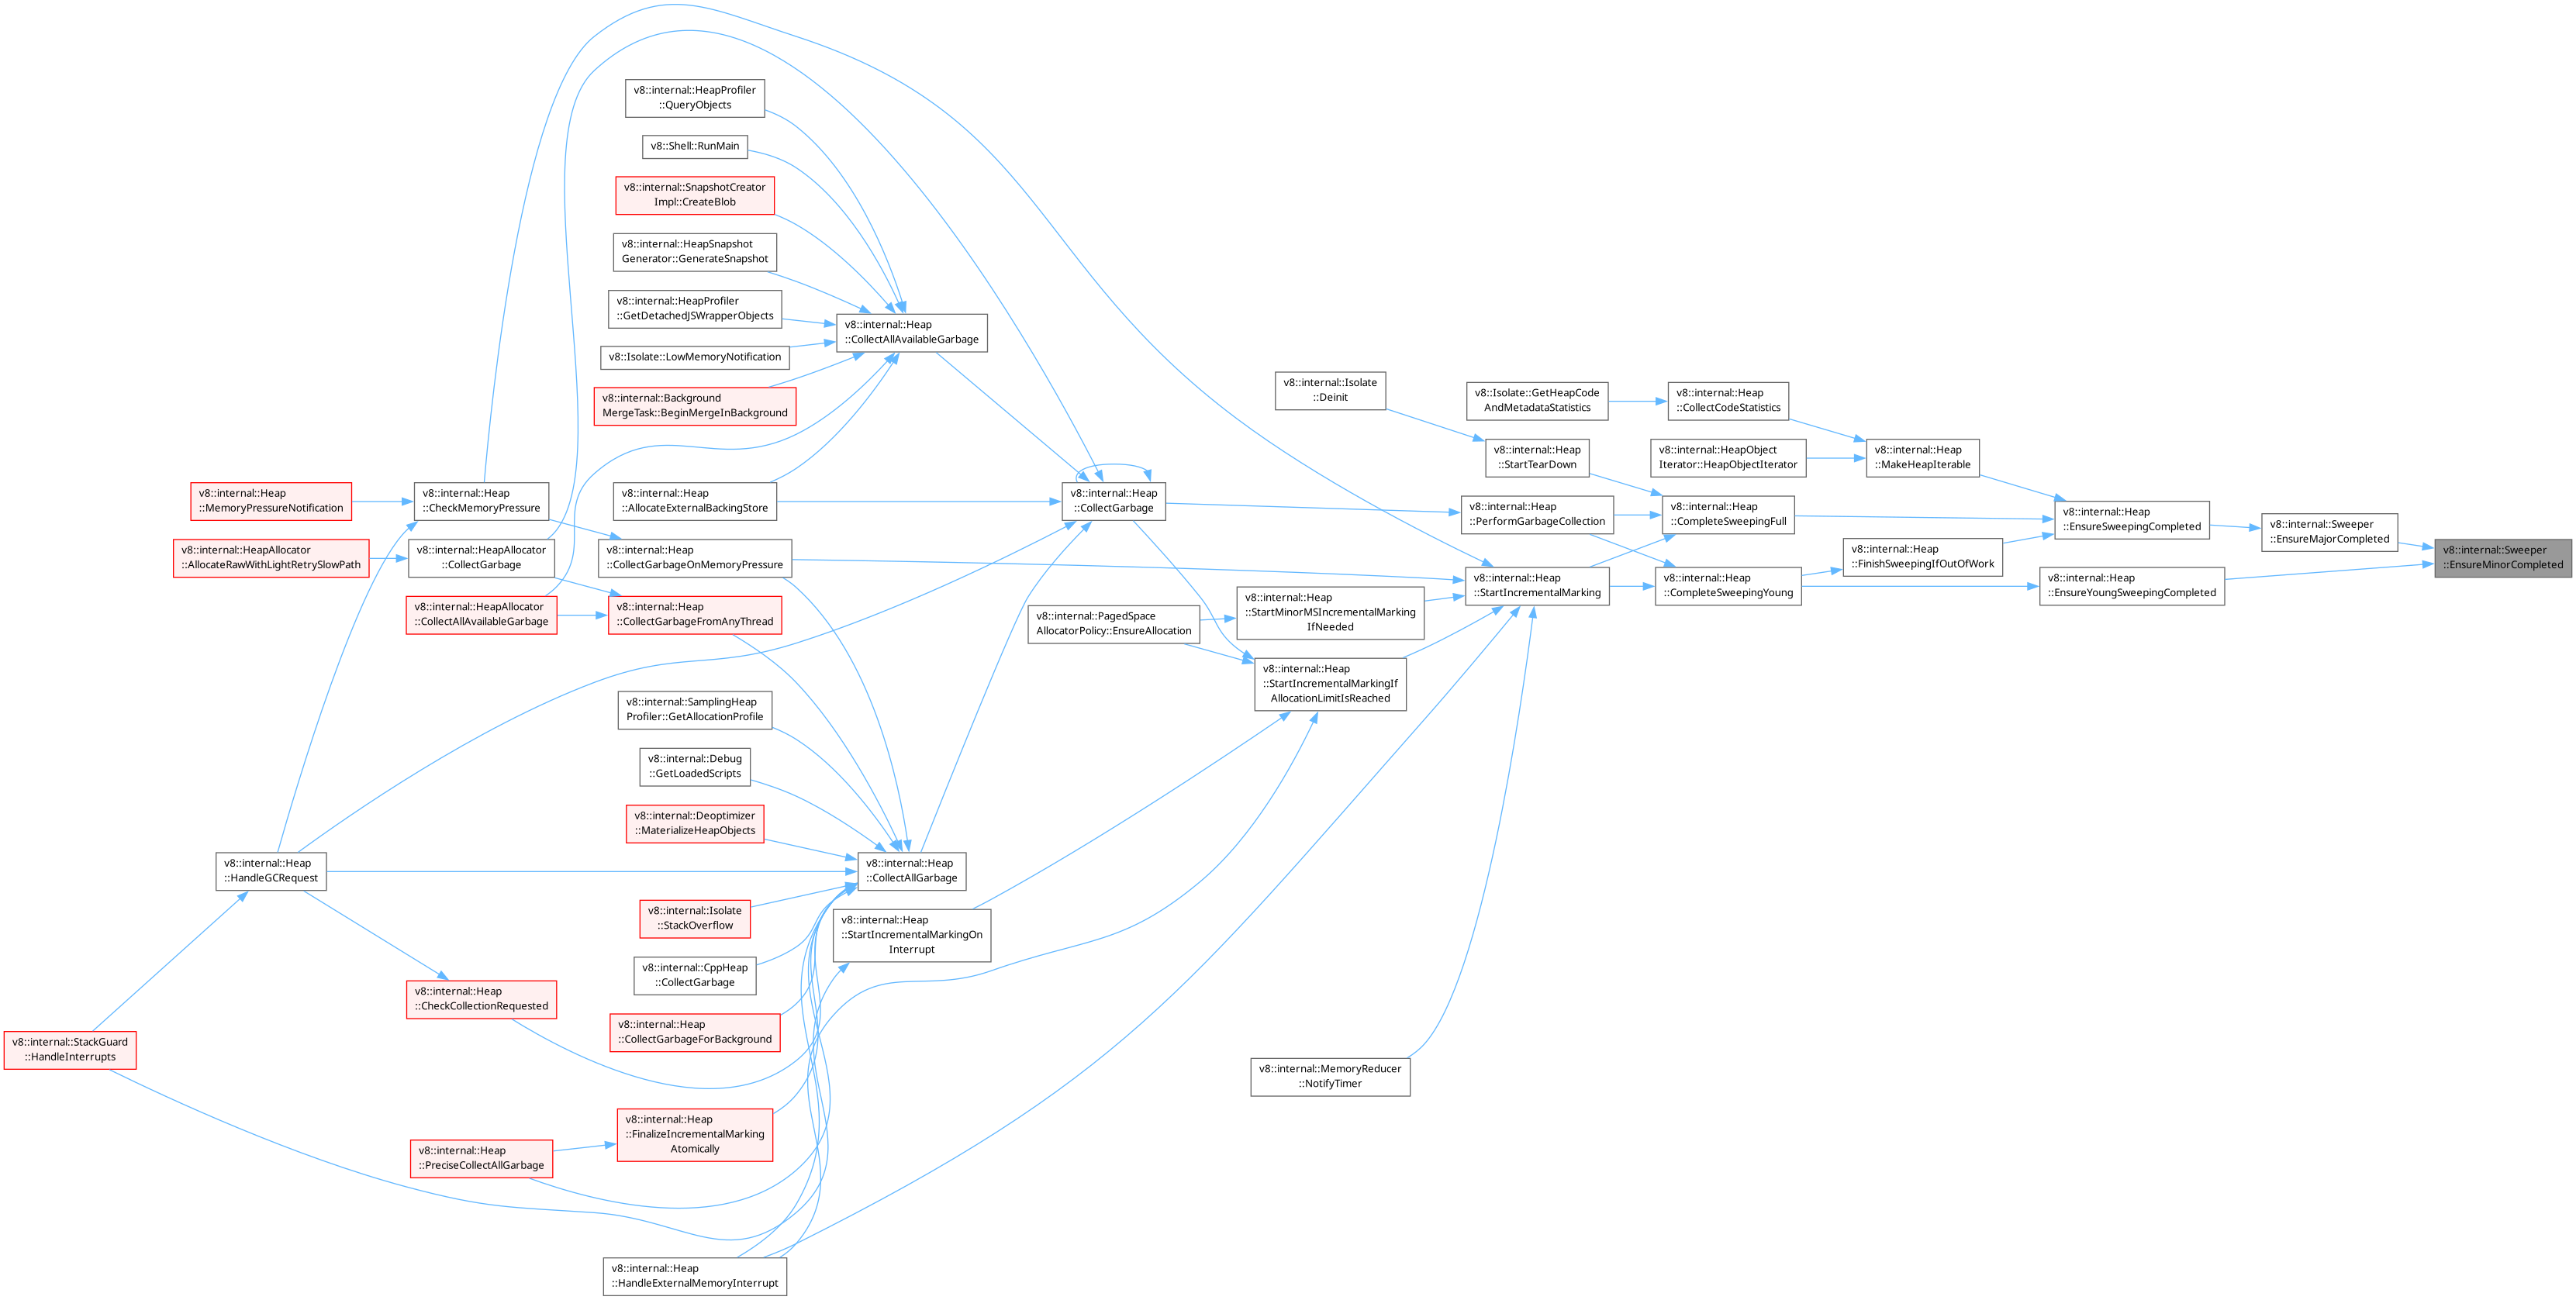 v8::internal::HeapProfiler
::QueryObjects
v8::Shell::RunMain
v8::internal::SnapshotCreator
Impl::CreateBlob
v8::internal::HeapSnapshot
Generator::GenerateSnapshot
v8::internal::HeapProfiler
::GetDetachedJSWrapperObjects
v8::internal::Heap
::CollectAllAvailableGarbage
v8::Isolate::LowMemoryNotification
v8::internal::Background
MergeTask::BeginMergeInBackground
v8::internal::Isolate
::Deinit
v8::Isolate::GetHeapCode
AndMetadataStatistics
v8::internal::Heap
::CollectCodeStatistics
v8::internal::Heap
::StartTearDown
v8::internal::HeapObject
Iterator::HeapObjectIterator
v8::internal::Heap
::MakeHeapIterable
v8::internal::Heap
::MemoryPressureNotification
v8::internal::Heap
::CheckMemoryPressure
v8::internal::Heap
::AllocateExternalBackingStore
v8::internal::Heap
::CollectGarbage
v8::internal::Heap
::PerformGarbageCollection
v8::internal::Heap
::CompleteSweepingFull
v8::internal::Heap
::EnsureSweepingCompleted
v8::internal::Sweeper
::EnsureMajorCompleted
v8::internal::HeapAllocator
::AllocateRawWithLightRetrySlowPath
v8::internal::HeapAllocator
::CollectGarbage
v8::internal::Heap
::CollectGarbageOnMemoryPressure
v8::internal::Heap
::FinishSweepingIfOutOfWork
v8::internal::Sweeper
::EnsureMinorCompleted
v8::internal::HeapAllocator
::CollectAllAvailableGarbage
v8::internal::Heap
::CollectGarbageFromAnyThread
v8::internal::PagedSpace
AllocatorPolicy::EnsureAllocation
v8::internal::Heap
::StartMinorMSIncrementalMarking
IfNeeded
v8::internal::Heap
::StartIncrementalMarking
v8::internal::Heap
::CompleteSweepingYoung
v8::internal::Heap
::EnsureYoungSweepingCompleted
v8::internal::Heap
::StartIncrementalMarkingIf
AllocationLimitIsReached
v8::internal::SamplingHeap
Profiler::GetAllocationProfile
v8::internal::Debug
::GetLoadedScripts
v8::internal::Deoptimizer
::MaterializeHeapObjects
v8::internal::Heap
::HandleGCRequest
v8::internal::Heap
::CollectAllGarbage
v8::internal::Isolate
::StackOverflow
v8::internal::Heap
::StartIncrementalMarkingOn
Interrupt
v8::internal::CppHeap
::CollectGarbage
v8::internal::Heap
::CheckCollectionRequested
v8::internal::Heap
::CollectGarbageForBackground
v8::internal::StackGuard
::HandleInterrupts
v8::internal::MemoryReducer
::NotifyTimer
v8::internal::Heap
::FinalizeIncrementalMarking
Atomically
v8::internal::Heap
::PreciseCollectAllGarbage
v8::internal::Heap
::HandleExternalMemoryInterrupt